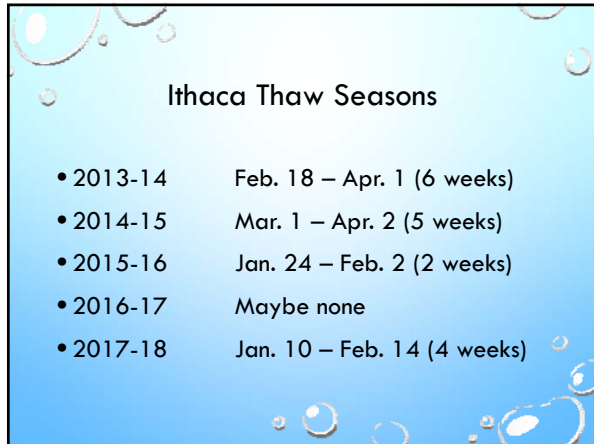 Ithaca Thaw Seasons
• 2013-14 Feb. 18 – Apr. 1 (6 weeks)
• 2014-15 Mar. 1 – Apr. 2 (5 weeks)
• 2015-16 Jan. 24 – Feb. 2 (2 weeks)
• 2016-17 Maybe none
• 2017-18 Jan. 10 – Feb. 14 (4 weeks)